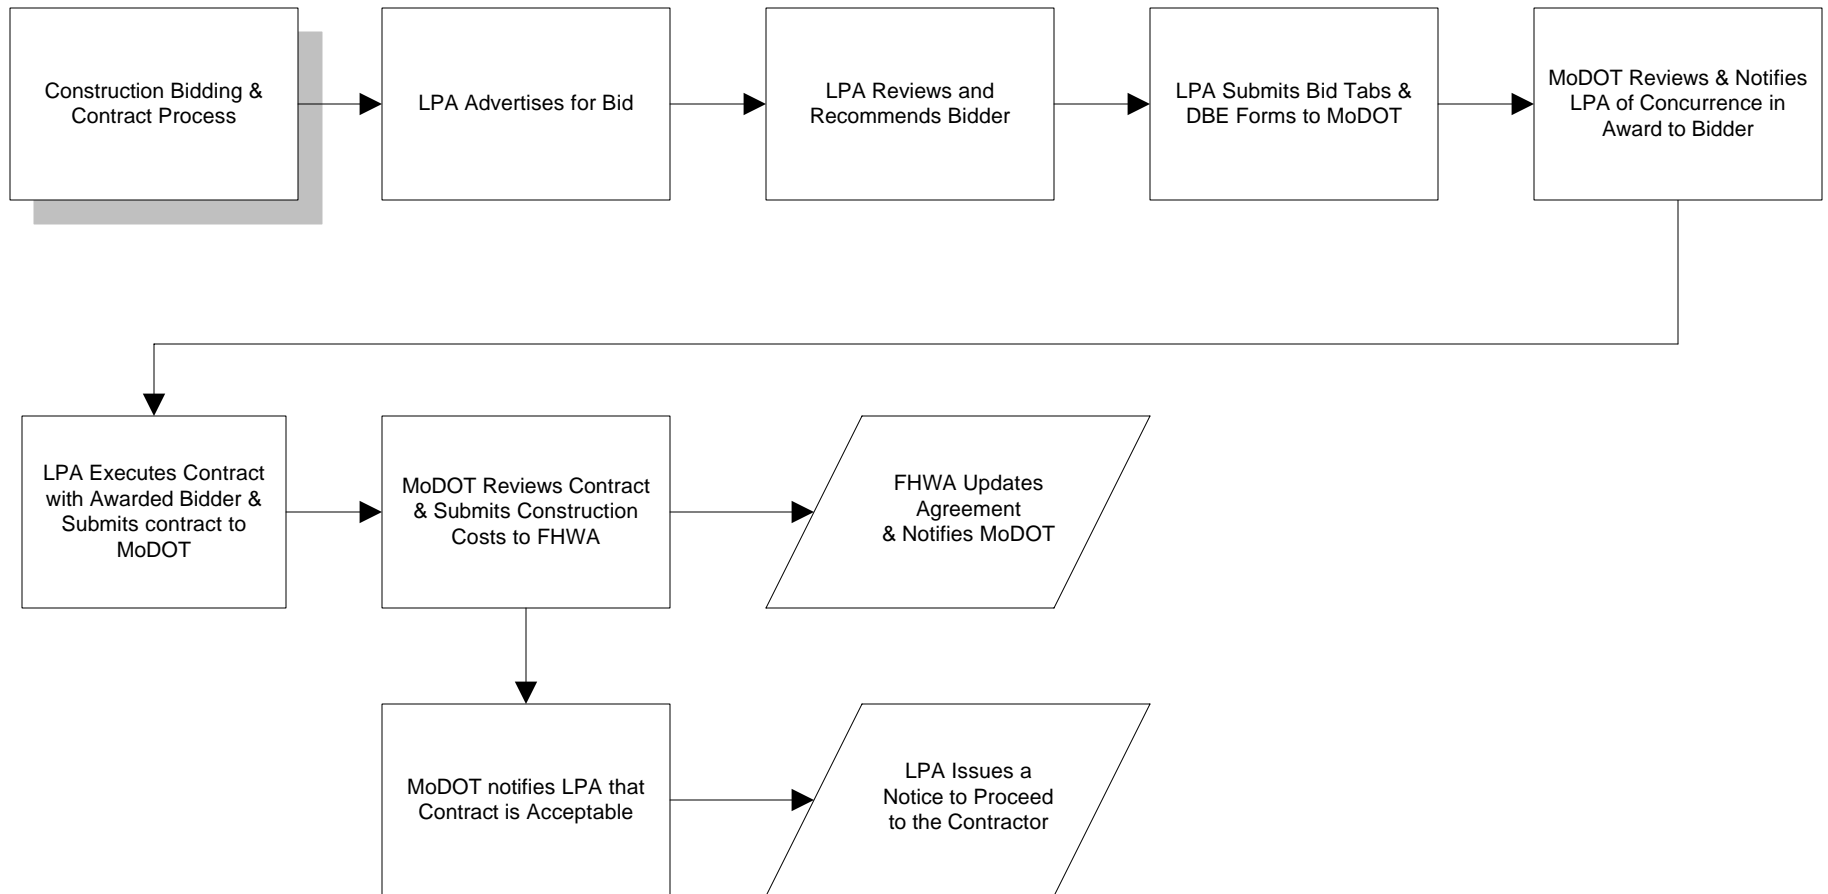 Construction Bidding &
Contract Process
LPA Advertises for Bid
LPA Reviews and
Recommends Bidder
LPA Submits Bid Tabs &
DBE Forms to MoDOT
MoDOT Reviews & Notifies
LPA of Concurrence in
Award to Bidder
LPA Executes Contract
with Awarded Bidder &
Submits contract to
MoDOT
MoDOT Reviews Contract
& Submits Construction
Costs to FHWA
FHWA Updates
Agreement
& Notifies MoDOT
MoDOT notifies LPA that
Contract is Acceptable
LPA Issues a
Notice to Proceed
to the Contractor